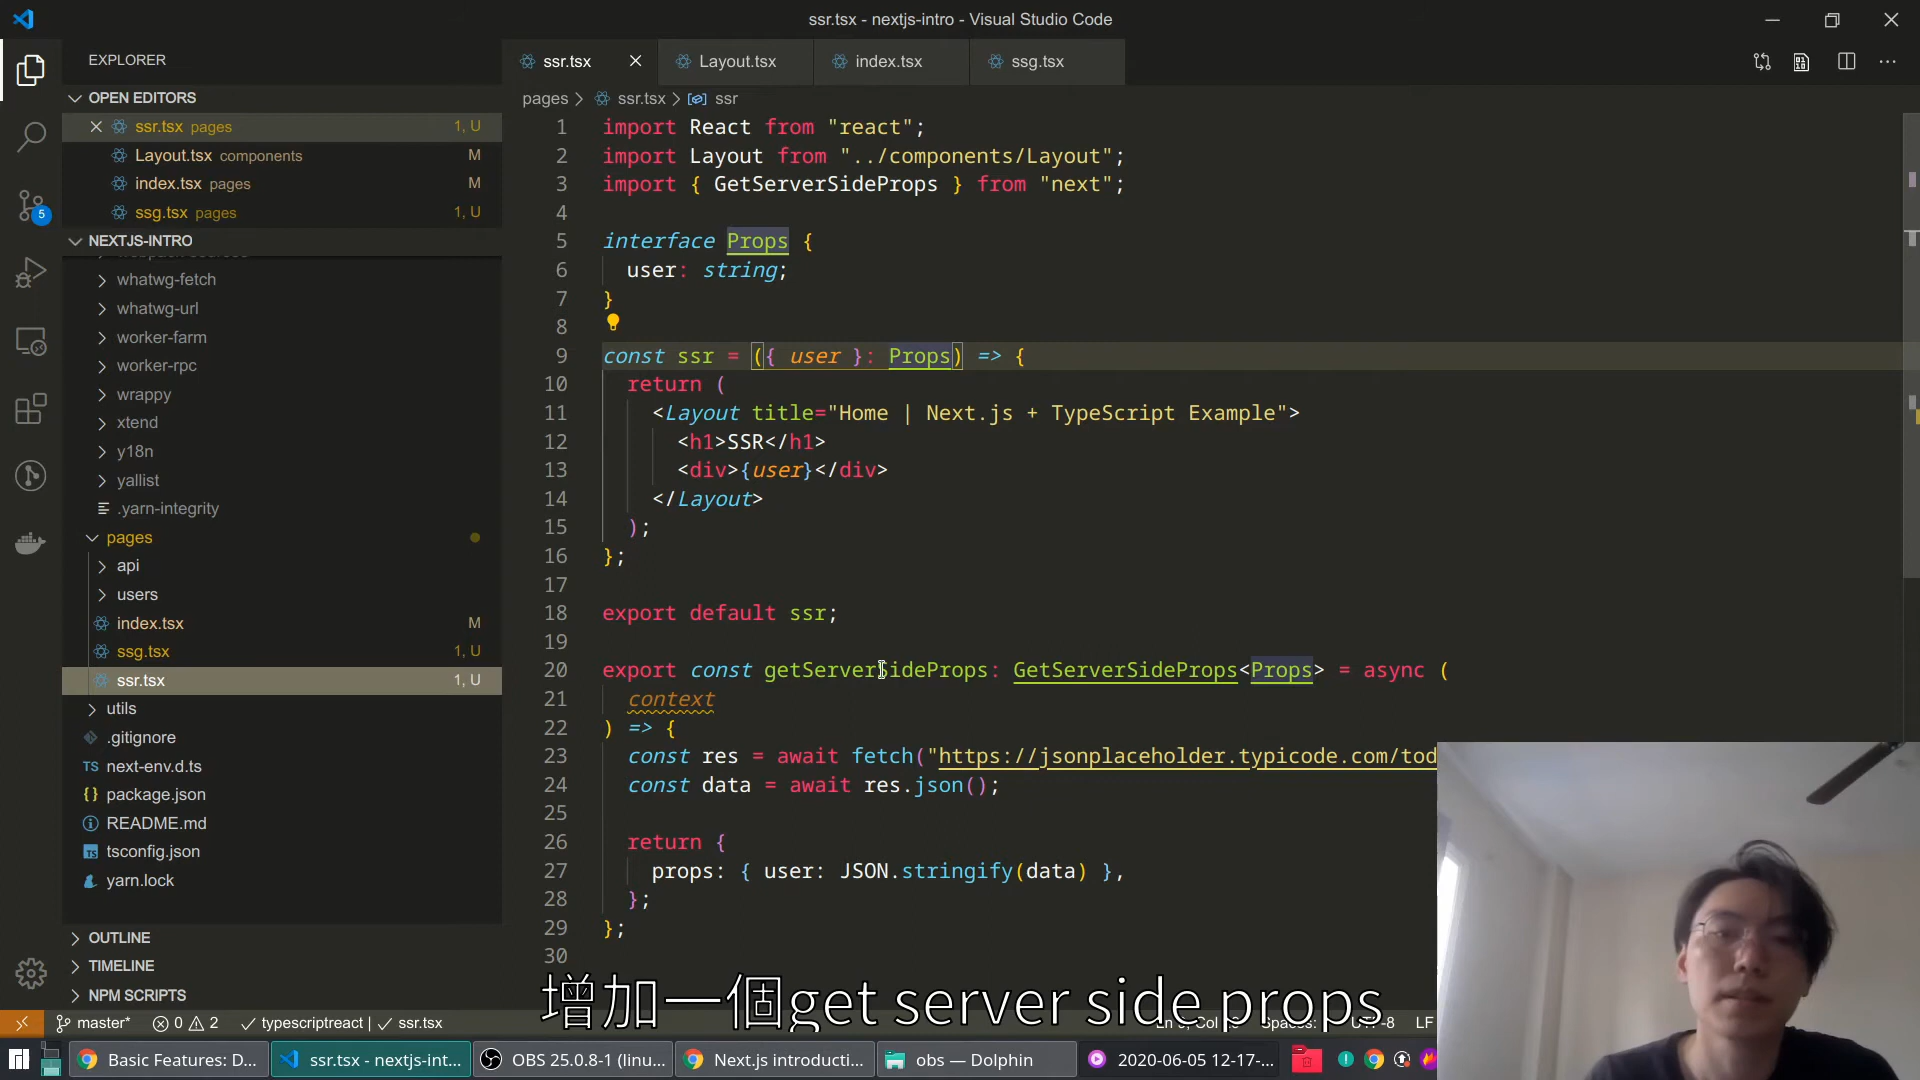 ssr.tsx - nextjs-intro - Visual Studio Code
EXPLORER
OPEN EDITORS
ssr.tsx pages 1, U
Layout.tsx components M
index.tsx pages M
ssg.tsx pages 1, U
NEXTJS-INTRO
whatwg-fetch
whatwg-url
worker-farm
worker-rpc
wrappy
xtend
y18n
yallist
.yarn-integrity
pages
api
users
index.tsx M
ssg.tsx 1, U
ssr.tsx 1, U
utils
.gitignore
TS next-env.d.ts
package.json
README.md
TS tsconfig.json
yarn.lock
OUTLINE
TIMELINE
NPM SCRIPTS
5
ssr.tsx Layout.tsx index.tsx ssg.tsx
pages > ssr.tsx > ssr
1 import React from "react";
2 import Layout from "../components/Layout";
3 import { GetServerSideProps } from "next";
4
5 interface Props {
6 user: string;
7 }
8
9 const ssr = ({ user }: Props) => {
10 return (
11 <Layout title="Home | Next.js + TypeScript Example">
12 <h1>SSR</h1>
13 <div>{user}</div>
14 </Layout>
15 );
16 };
17
18 export default ssr;
19
20 export const getServerSideProps: GetServerSideProps<Props> = async (
21 context
22 ) => {
23 const res = await fetch("https://jsonplaceholder.typicode.com/tod
24 const data = await res.json();
25
26 return {
27 props: { user: JSON.stringify(data) },
28 };
29 };
30
增加一個get server side props
master* 0 2 typescriptreact | ssr.tsx UTF-8 LF
Basic Features: D... ssr.tsx - nextjs-int... OBS 25.0.8-1 (linu... Next.js introducti... obs — Dolphin 2020-06-05 12-17-...